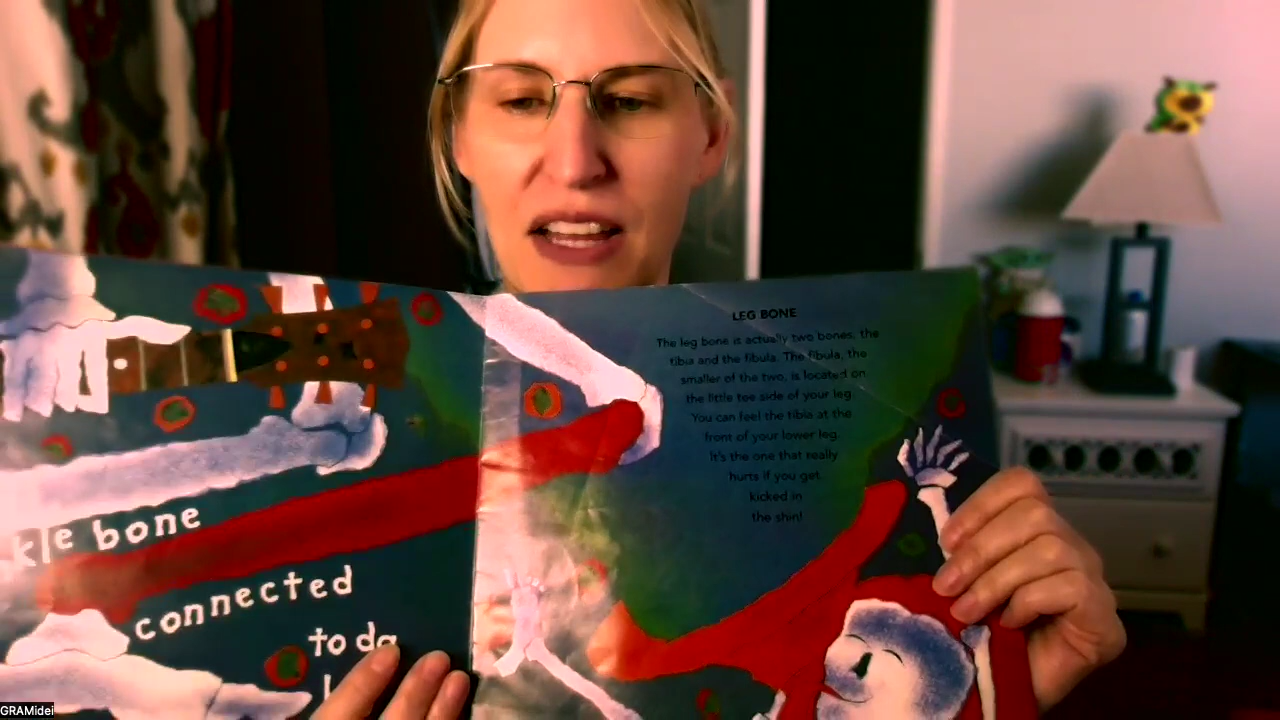 kle bone
connected
to da
LEG BONE
The leg bone is actually two bones, the
tibia and the fibula. The fibula, the
smaller of the two, is located on
the little toe side of your leg.
You can feel the tibia at the
front of your lower leg.
It's the one that really
hurts if you get
kicked in
the shin!
GRAMidei